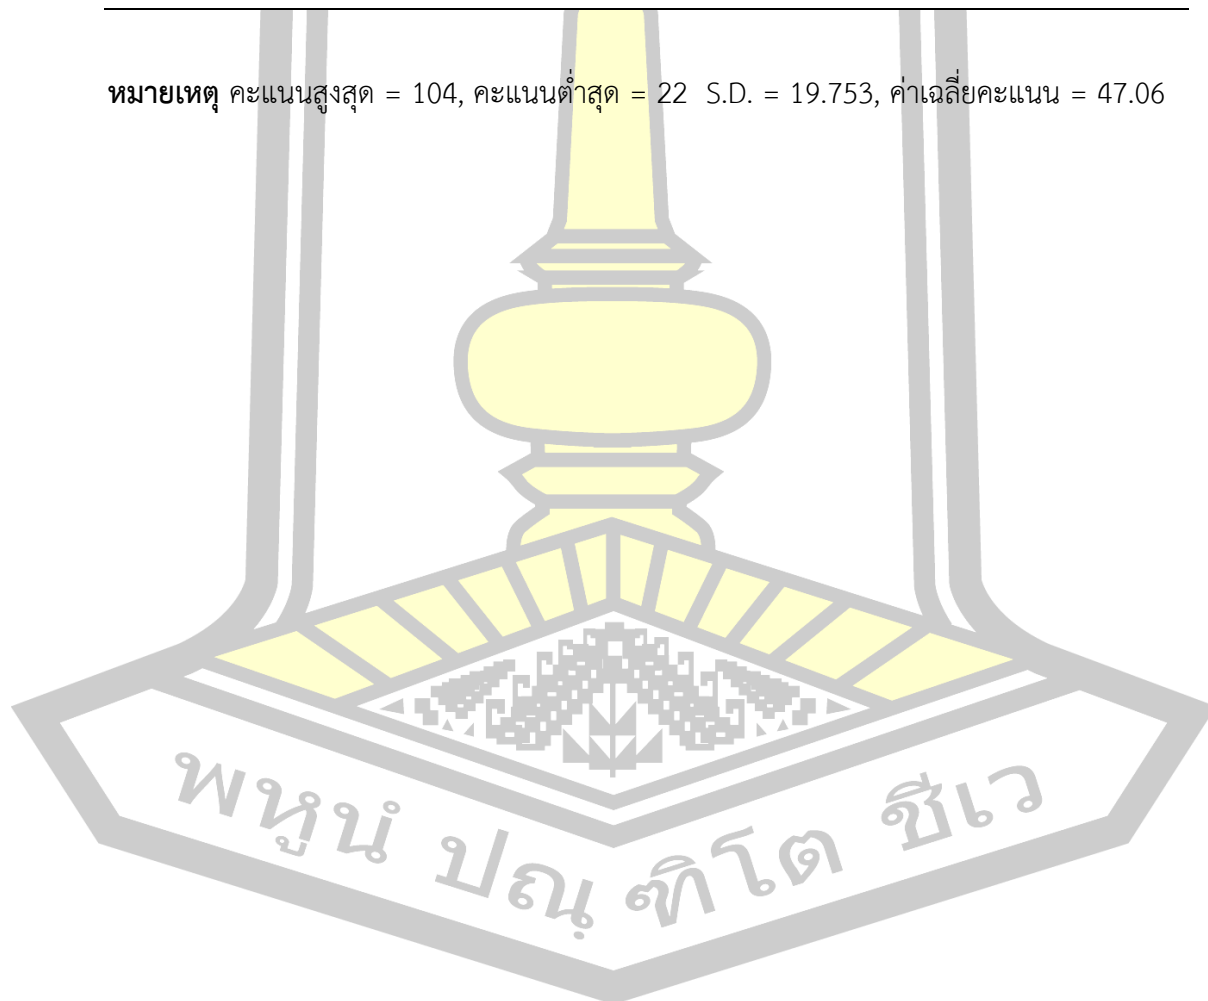 หมายเหตุ คะแนนสูงสุด = 104, คะแนนต่ำสุด = 22 S.D. = 19.753, ค่าเฉลี่ยคะแนน = 47.06
พหูนํ ปณฺฑิโต ชีเว